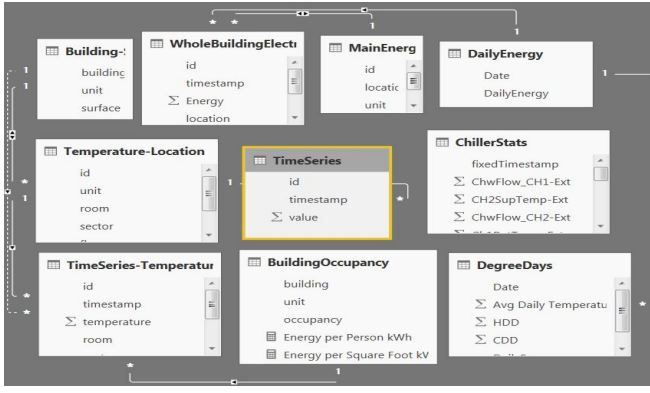 Building-
building
unit
surface
WholeBuildingElectr
id
timestamp
Σ Energy
location
MainEnerg
id
locatic
unit
DailyEnergy
Date
DailyEnergy
Temperature-Location
id
unit
room
sector
TimeSeries
id
timestamp
Σ value
ChillerStats
fixedTimestamp
Σ ChwFlow_CH1-Ext
Σ CH2SupTemp-Ext
Σ ChwFlow_CH2-Ext
TimeSeries-Temperatur
id
timestamp
Σ temperature
room
BuildingOccupancy
building
unit
occupancy
Energy per Person kWh
Energy per Square Foot kV
DegreeDays
Date
Σ Avg Daily Temperatu
Σ HDD
Σ CDD
* * 1 1
1
1
1
* 1 1 *
* *
*
* 1